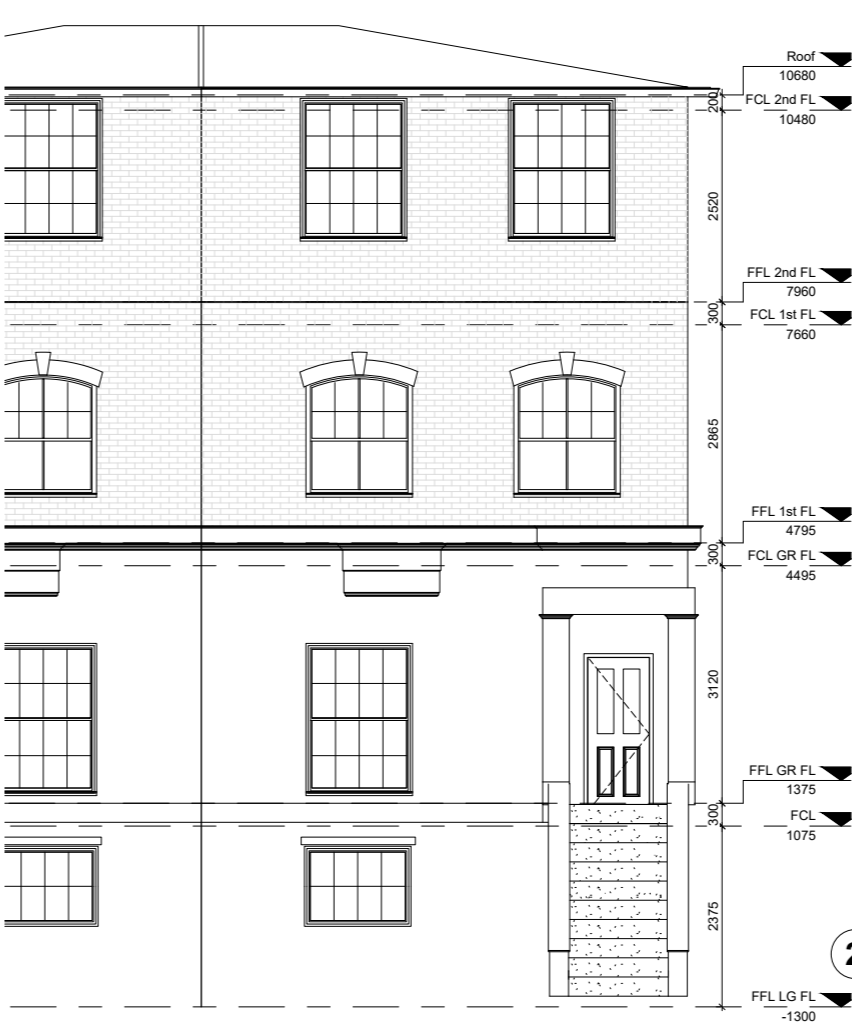 Roof
10680
200
FCL 2nd FL
10480
2520
FFL 2nd FL
7960
300
FCL 1st FL
7660
2865
FFL 1st FL
4795
300
FCL GR FL
4495
3120
FFL GR FL
1375
300
FCL
1075
2375
FFL LG FL
-1300